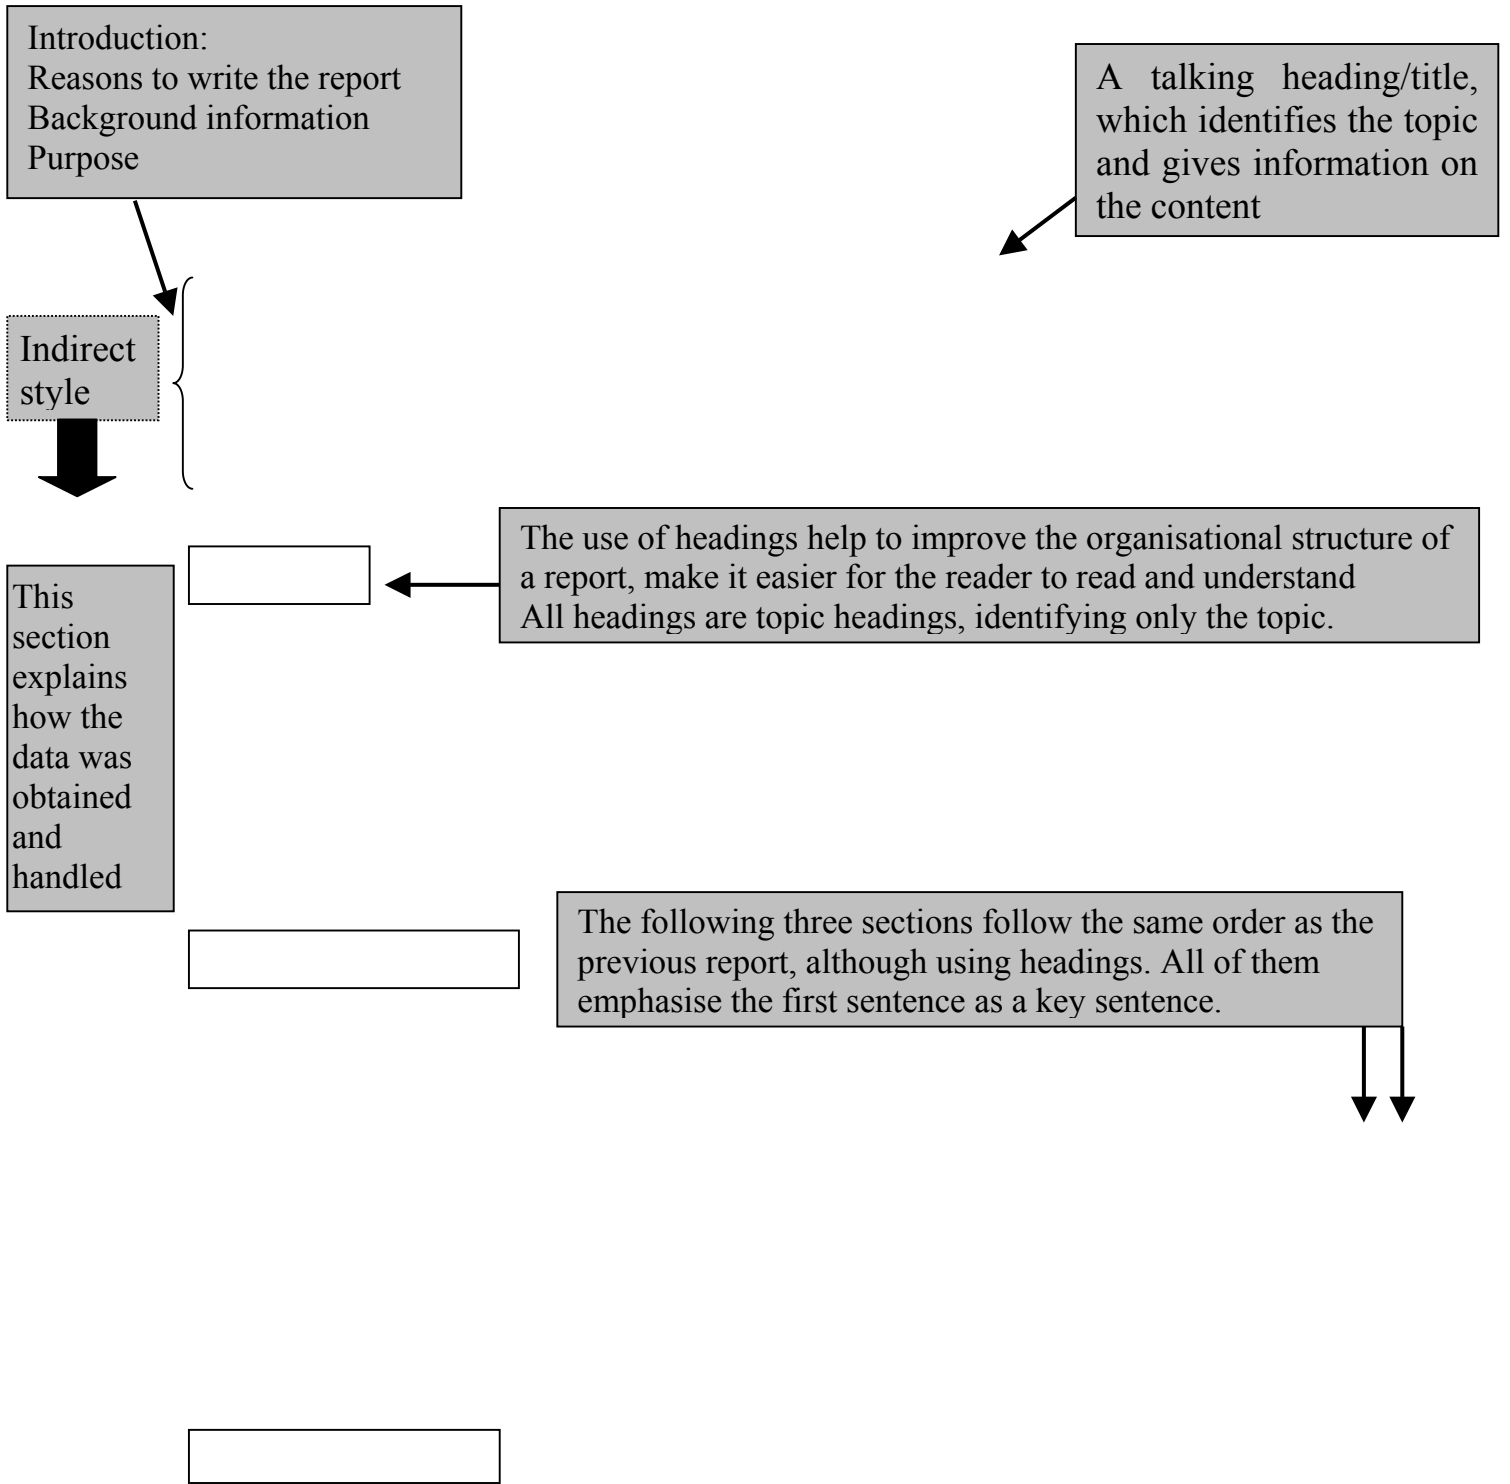 Introduction:
Reasons to write the report
Background information
Purpose
A talking heading/title,
which identifies the topic
and gives information on
the content
Indirect
style
The use of headings help to improve the organisational structure of
a report, make it easier for the reader to read and understand
All headings are topic headings, identifying only the topic.
This
section
explains
how the
data was
obtained
and
handled
The following three sections follow the same order as the
previous report, although using headings. All of them
emphasise the first sentence as a key sentence.